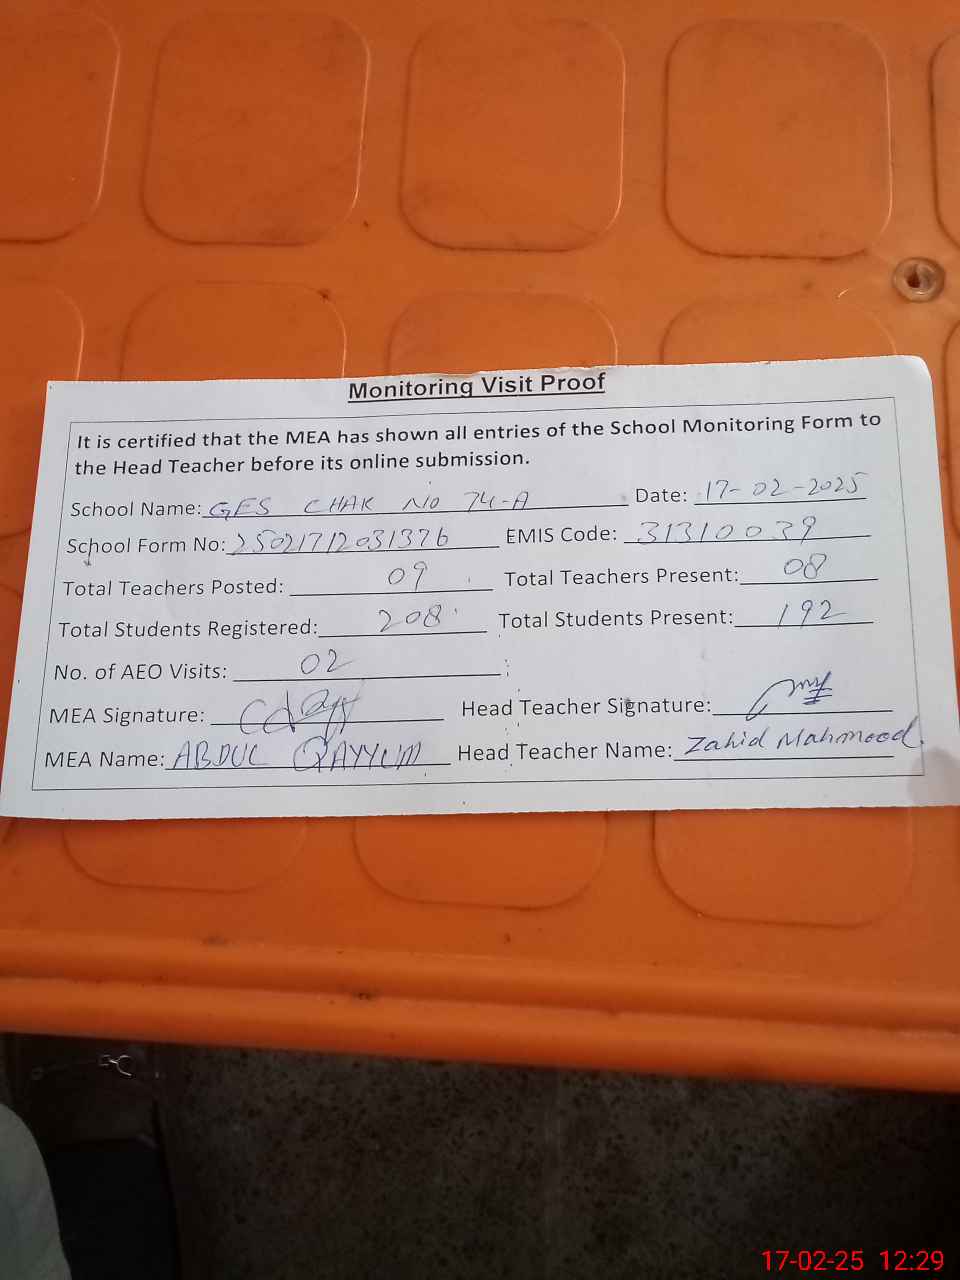 Monitoring Visit Proof
It is certified that the MEA has shown all entries of the School Monitoring Form to
the Head Teacher before its online submission.
School Name: GES CHAK NO 74-A Date: 17-02-2025
School Form No: 25021712031376 EMIS Code: 31310039
Total Teachers Posted: 09 Total Teachers Present: 08
Total Students Registered: 208 Total Students Present: 192
No. of AEO Visits: 02
MEA Signature: Head Teacher Signature:
MEA Name: ABDUL QAYYUM Head Teacher Name: Zahid Mahmood
17-02-25 12:29